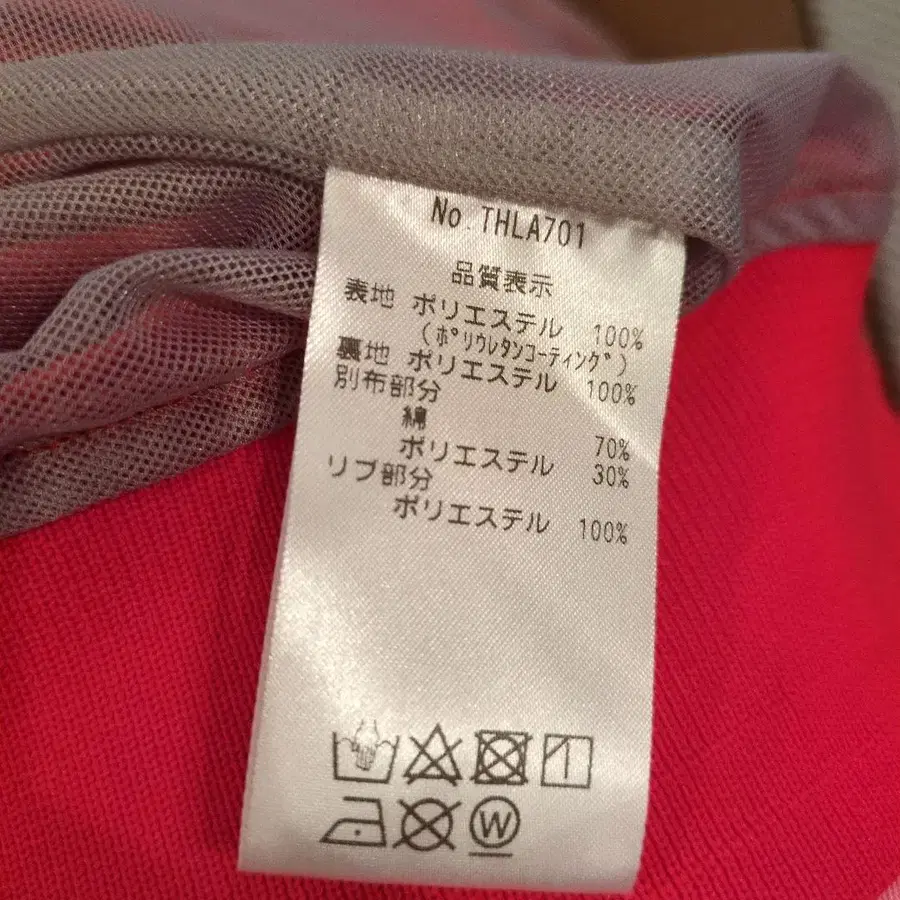 No.THLA701
品質表示
表地 ポリエステル 100%
(ﾎﾟﾘｳﾚﾀﾝｺｰﾃｨﾝｸﾞ)
裏地 ポリエステル 100%
別布部分
綿 70%
ポリエステル 30%
リブ部分
ポリエステル 100%
W